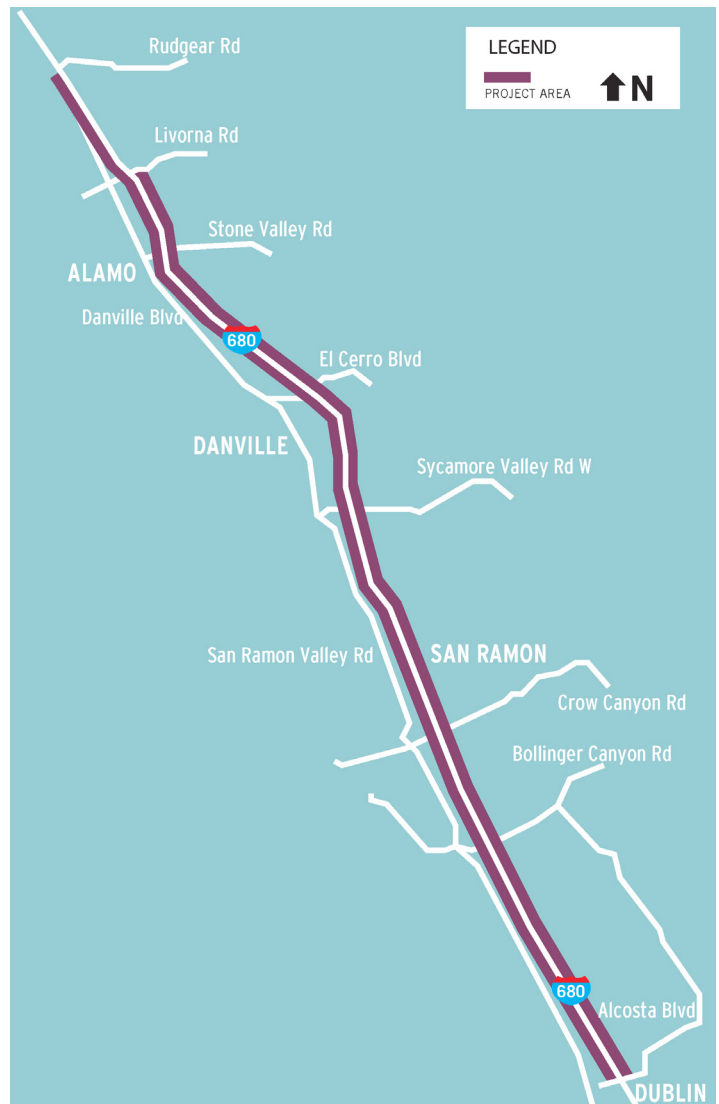 Rudgear Rd
LEGEND
PROJECT AREA
N
Livorna Rd
Stone Valley Rd
ALAMO
Danville Blvd
680
El Cerro Blvd
DANVILLE
Sycamore Valley Rd W
San Ramon Valley Rd
SAN RAMON
Crow Canyon Rd
Bollinger Canyon Rd
680
Alcosta Blvd
DUBLIN